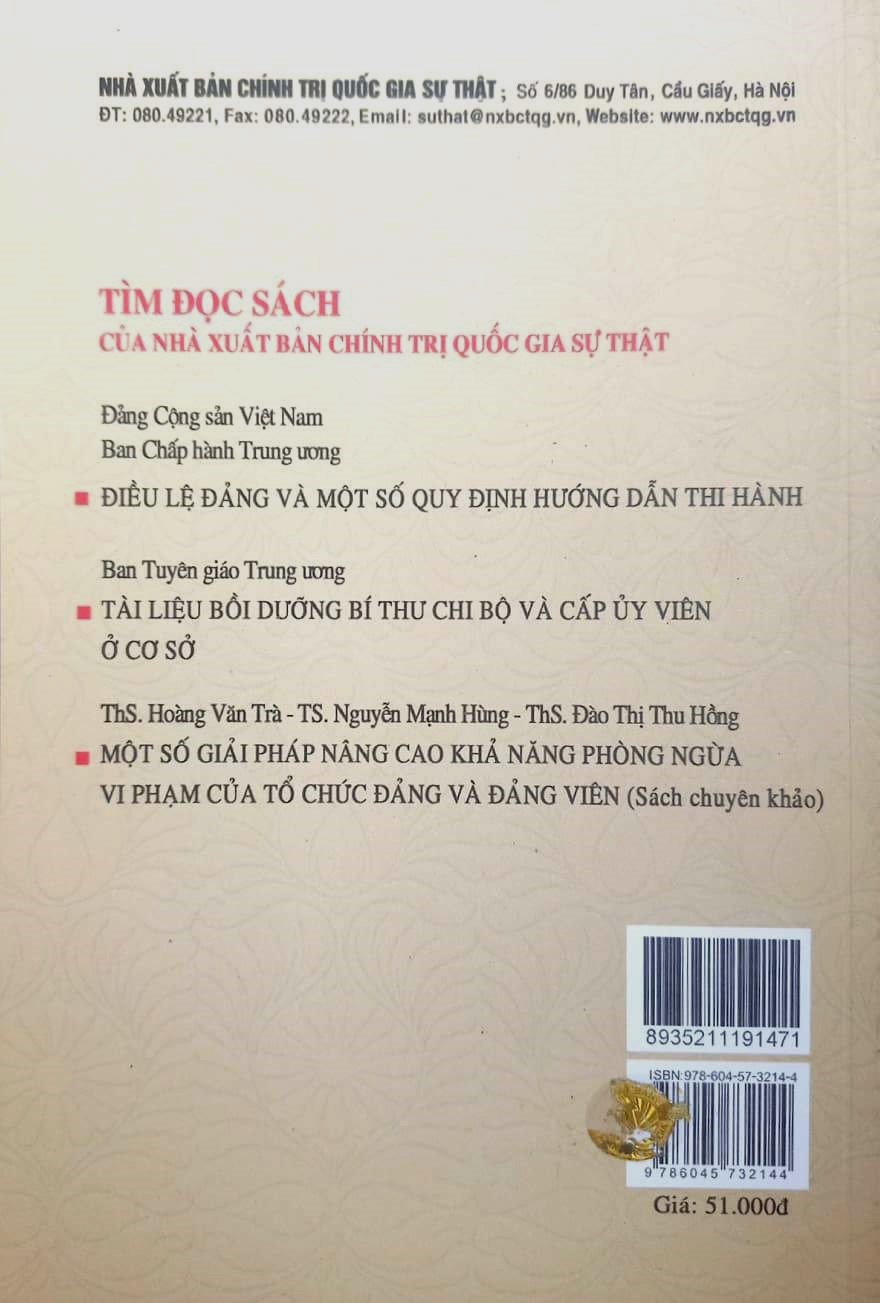 NHÀ XUẤT BẢN CHÍNH TRỊ QUỐC GIA SỰ THẬT; Số 6/86 Duy Tân, Cầu Giấy, Hà Nội
ĐT: 080.49221, Fax: 080.49222, Email: suthat@nxbctqg.vn, Website: www.nxbctqg.vn
TÌM ĐỌC SÁCH
CỦA NHÀ XUẤT BẢN CHÍNH TRỊ QUỐC GIA SỰ THẬT
Đảng Cộng sản Việt Nam
Ban Chấp hành Trung ương
■ ĐIỀU LỆ ĐẢNG VÀ MỘT SỐ QUY ĐỊNH HƯỚNG DẪN THI HÀNH
Ban Tuyên giáo Trung ương
■ TÀI LIỆU BỒI DƯỠNG BÍ THƯ CHI BỘ VÀ CẤP ỦY VIÊN
Ở CƠ SỞ
ThS. Hoàng Văn Trà - TS. Nguyễn Mạnh Hùng - ThS. Đào Thị Thu Hồng
■ MỘT SỐ GIẢI PHÁP NÂNG CAO KHẢ NĂNG PHÒNG NGỪA
VI PHẠM CỦA TỔ CHỨC ĐẢNG VÀ ĐẢNG VIÊN (Sách chuyên khảo)
8935211191471
ISBN:978-604-57-3214-4
9 786045 732144
Giá: 51.000đ